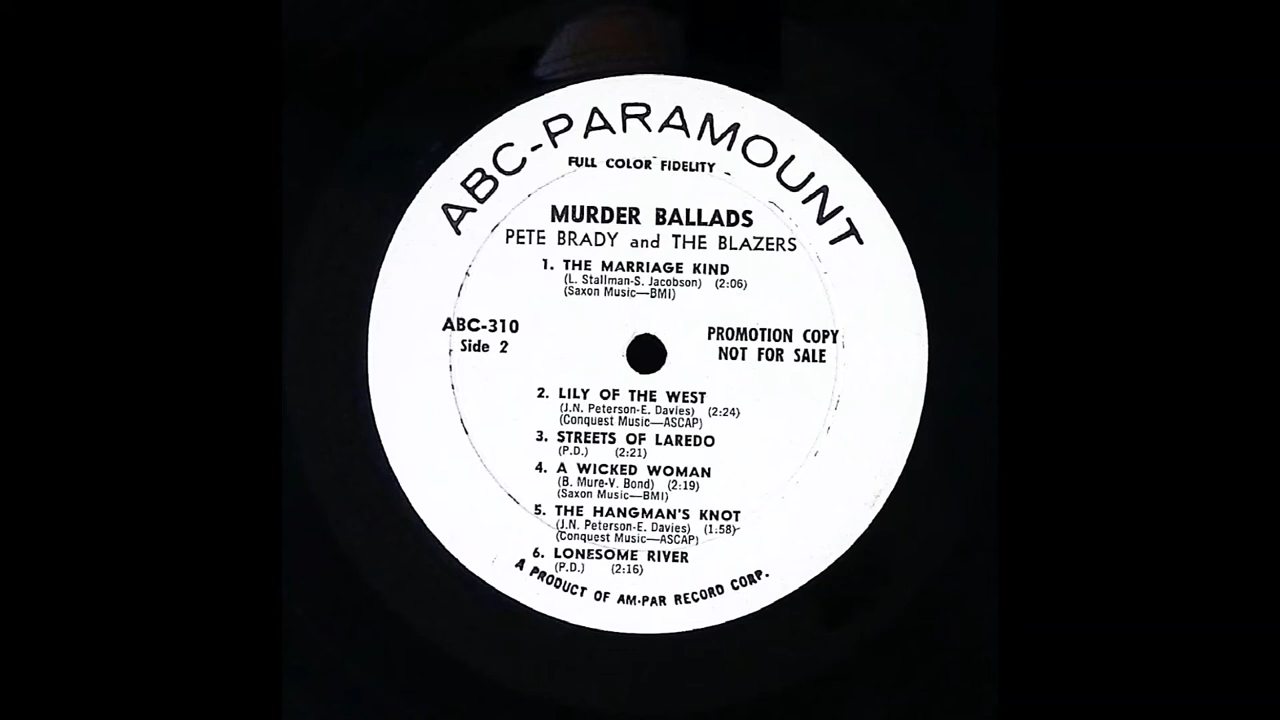 ABC-PARAMOUNT
FULL COLOR FIDELITY
MURDER BALLADS
PETE BRADY and THE BLAZERS
1. THE MARRIAGE KIND
(L. Stallman-S. Jacobson) (2:06)
(Saxon Music—BMI)
ABC-310
Side 2
PROMOTION COPY
NOT FOR SALE
2. LILY OF THE WEST
(J.N. Peterson-E. Davies) (2:24)
(Conquest Music—ASCAP)
3. STREETS OF LAREDO
(P.D.) (2:21)
4. A WICKED WOMAN
(B. Mure-V. Bond) (2:19)
(Saxon Music—BMI)
5. THE HANGMAN'S KNOT
(J.N. Peterson-E. Davies) (1:58)
(Conquest Music—ASCAP)
6. LONESOME RIVER
(P.D.) (2:16)
A PRODUCT OF AM-PAR RECORD CORP.